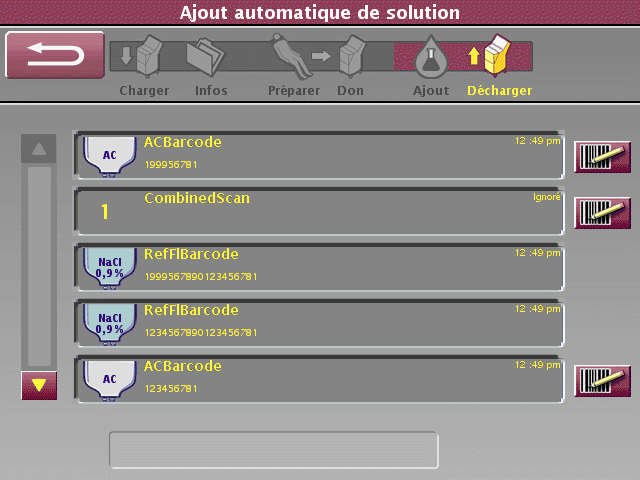 Ajout automatique de solution
Charger Infos Préparer Don Ajout Décharger
AC
ACBarcode
12 :49 pm
199956781
1
CombinedScan
Ignoré
NaCl
0,9%
RefFlBarcode
12 :49 pm
1999567890123456781
NaCl
0,9%
RefFlBarcode
12 :49 pm
1234567890123456781
AC
ACBarcode
12 :49 pm
123456781